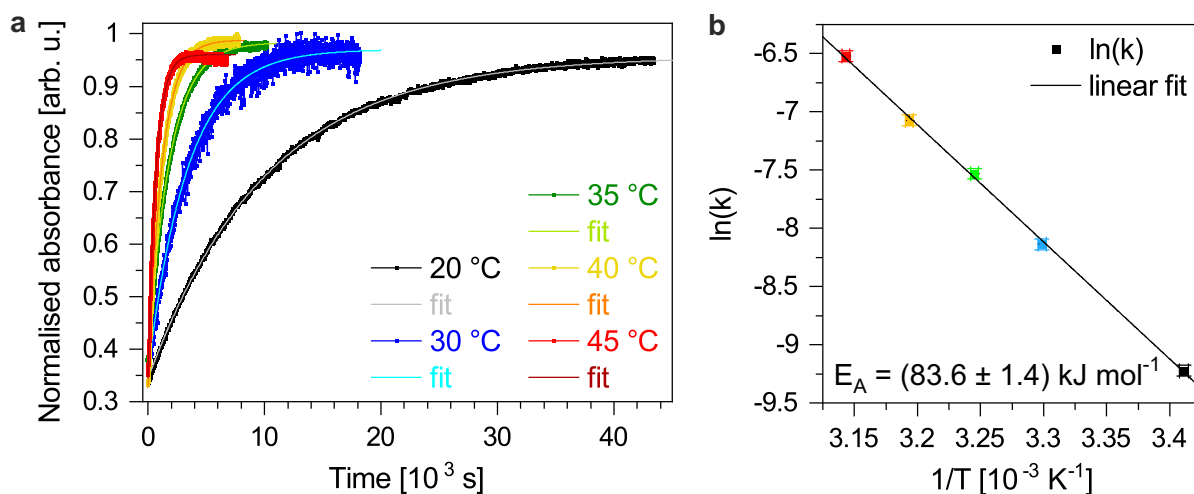 a
Normalised absorbance [arb. u.]
1
0.9
0.8
0.7
0.6
0.5
0.4
0.3
0
10
20
30
40
Time [10³ s]
20 °C
fit
30 °C
fit
35 °C
fit
40 °C
fit
45 °C
fit
b
ln(k)
-6.5
-7
-7.5
-8
-8.5
-9
-9.5
3.15
3.2
3.25
3.3
3.35
3.4
1/T [10⁻³ K⁻¹]
ln(k)
linear fit
E_A = (83.6 ± 1.4) kJ mol⁻¹